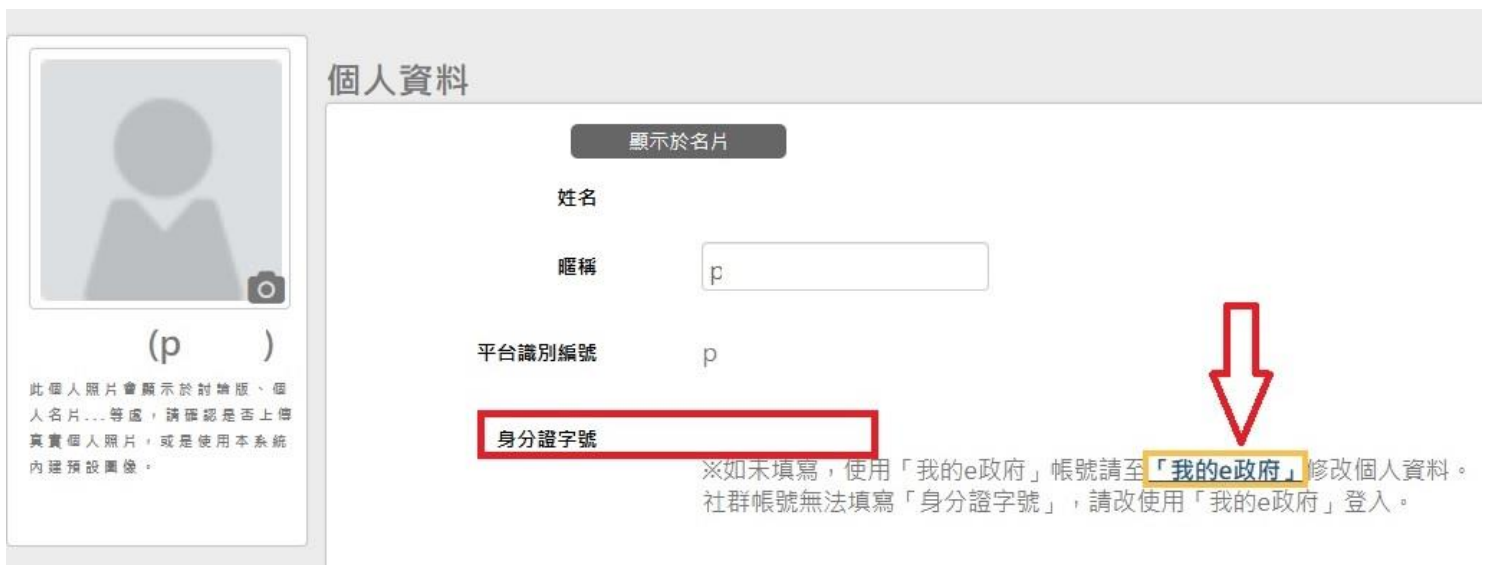 個人資料
顯示於名片
姓名
暱稱
p
(p )
平台識別編號
p
此個人照片會顯示於討論版、個
人名片...等處，請確認是否上傳
真實個人照片，或是使用本系統
內建預設圖像。
身分證字號
※如未填寫，使用「我的e政府」帳號請至「我的e政府」修改個人資料。
社群帳號無法填寫「身分證字號」，請改使用「我的e政府」登入。